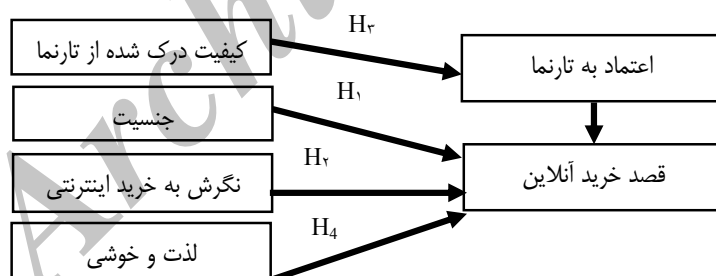 کیفیت درک شده از تارنما
H۳
اعتماد به تارنما
جنسیت
H۱
قصد خرید آنلاین
نگرش به خرید اینترنتی
H۲
لذت و خوشی
H4